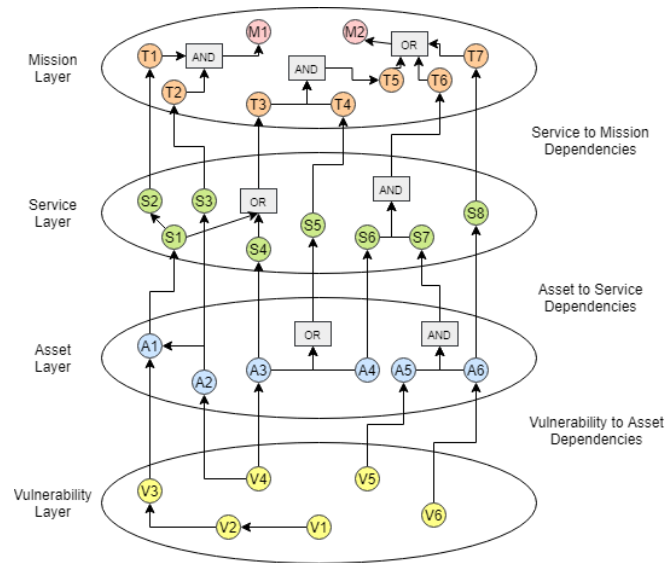 M1
M2
T1
AND
OR
T7
Mission
Layer
AND
T5
T6
T2
T3
T4
Service to Mission
Dependencies
S2
S3
OR
AND
Service
Layer
S1
S4
S5
S6
S7
S8
Asset to Service
Dependencies
OR
AND
A1
Asset
Layer
A2
A3
A4
A5
A6
Vulnerability to Asset
Dependencies
V3
V4
V5
Vulnerability
Layer
V2
V1
V6